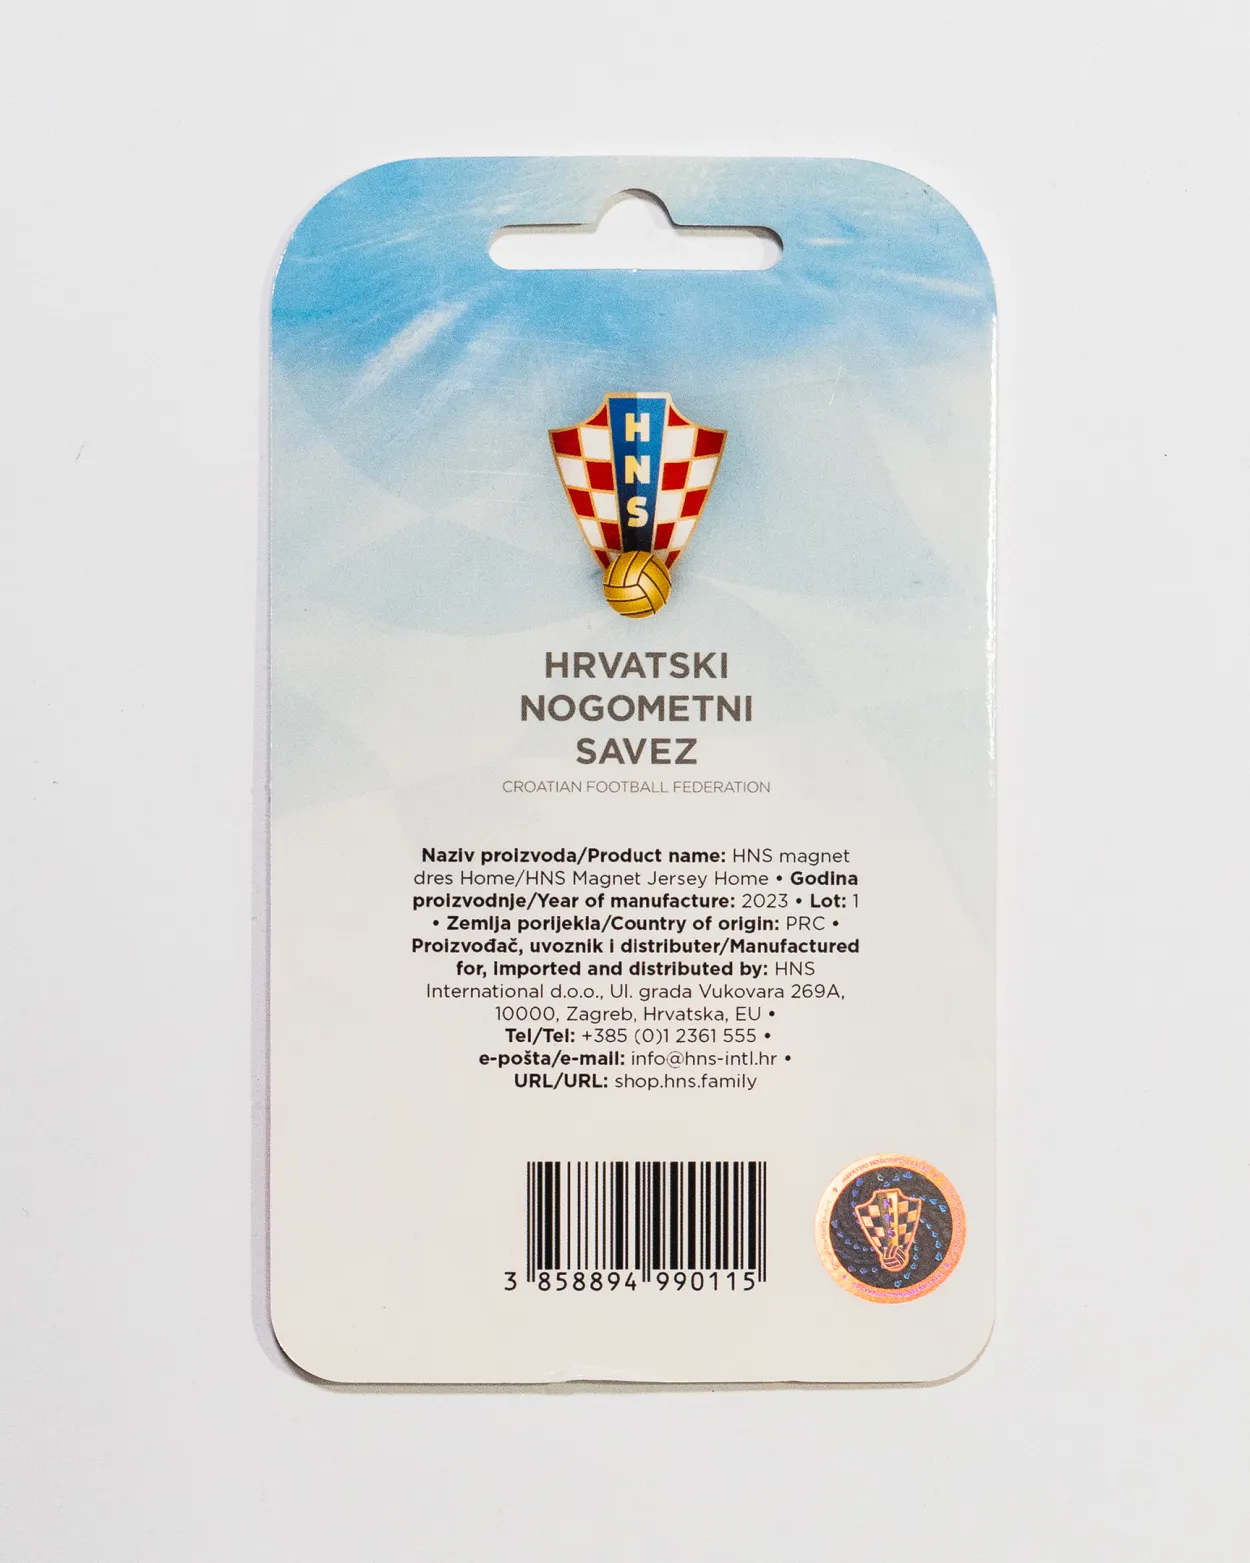 H
N
S
HRVATSKI
NOGOMETNI
SAVEZ
CROATIAN FOOTBALL FEDERATION
Naziv proizvoda/Product name: HNS magnet
dres Home/HNS Magnet Jersey Home • Godina
proizvodnje/Year of manufacture: 2023 • Lot: 1
• Zemlja porijekla/Country of origin: PRC •
Proizvođač, uvoznik i distributer/Manufactured
for, imported and distributed by: HNS
International d.o.o., Ul. grada Vukovara 269A,
10000, Zagreb, Hrvatska, EU •
Tel/Tel: +385 (0)1 2361 555 •
e-pošta/e-mail: info@hns-intl.hr •
URL/URL: shop.hns.family
3 858894 990115